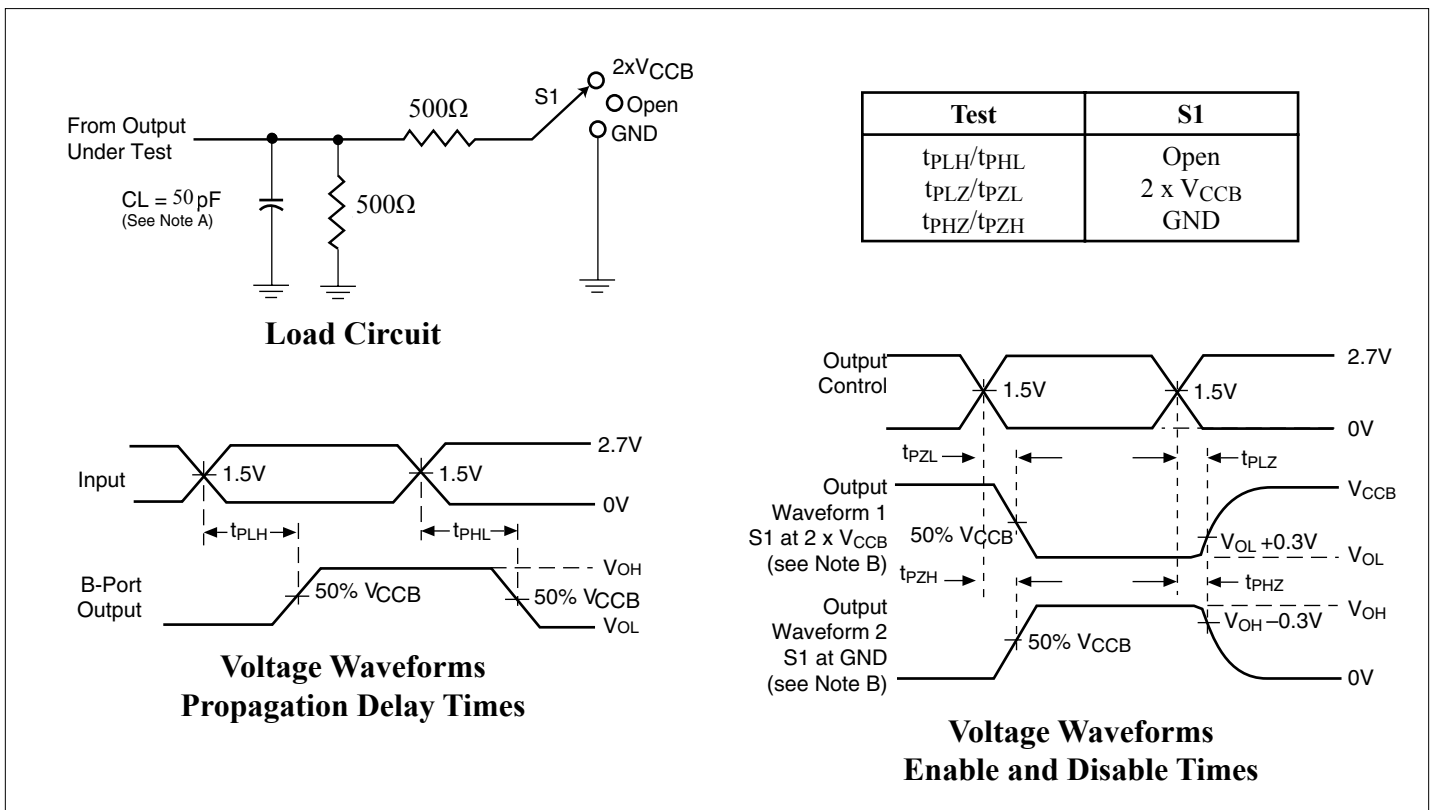 2xVCCB
S1
Open
500Ω
GND
From Output
Under Test
CL = 50 pF
(See Note A)
500Ω
Load Circuit
Test S1
tPLH/tPHL Open
tPLZ/tPZL 2 x VCCB
tPHZ/tPZH GND
Input
2.7V
1.5V 1.5V
0V
tPLH tPHL
B-Port
Output
VOH
50% VCCB 50% VCCB
VOL
Voltage Waveforms
Propagation Delay Times
Output
Control
2.7V
1.5V 1.5V
0V
tPZL tPLZ
Output
Waveform 1
S1 at 2 x VCCB
(see Note B)
50% VCCB
VCCB
VOL +0.3V
VOL
tPZH tPHZ
Output
Waveform 2
S1 at GND
(see Note B)
50% VCCB
VOH
VOH −0.3V
0V
Voltage Waveforms
Enable and Disable Times